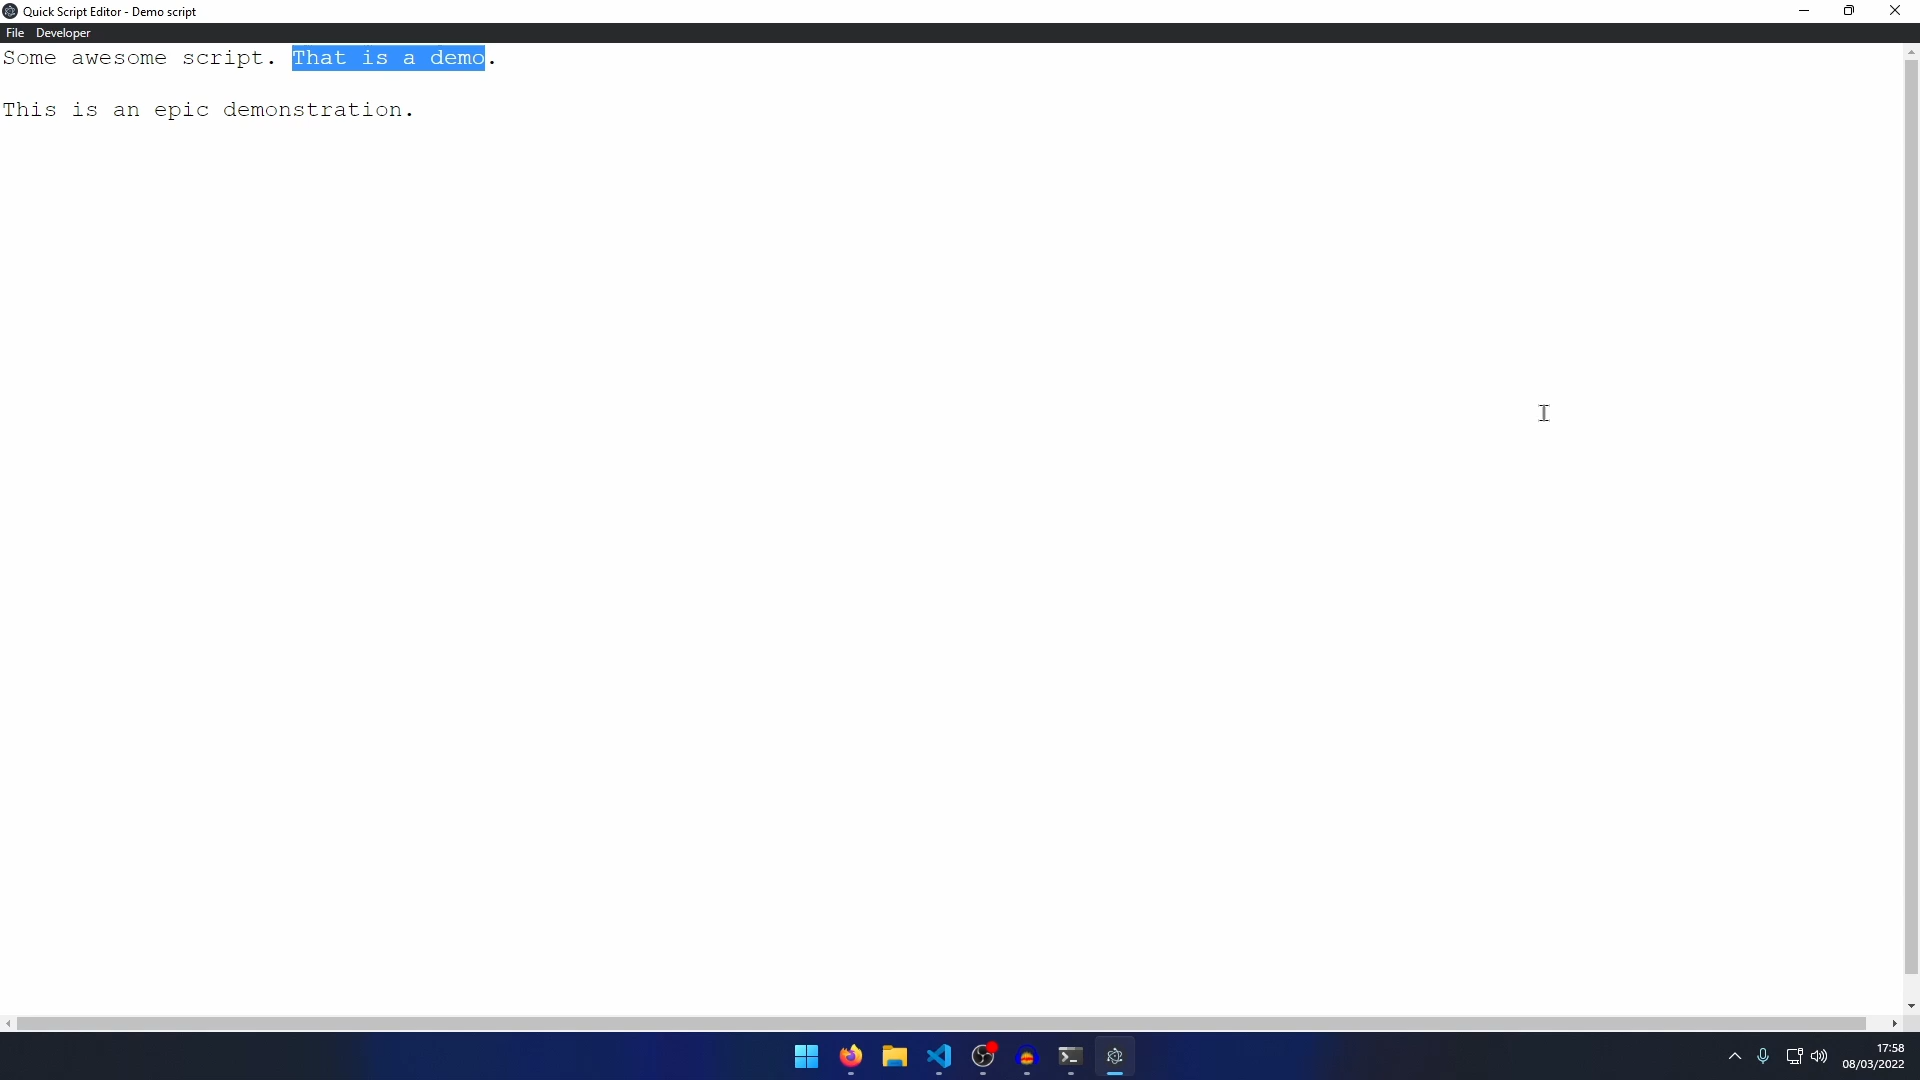 Quick Script Editor - Demo script
File Developer
Some awesome script. That is a demo.
This is an epic demonstration.
17:58
08/03/2022